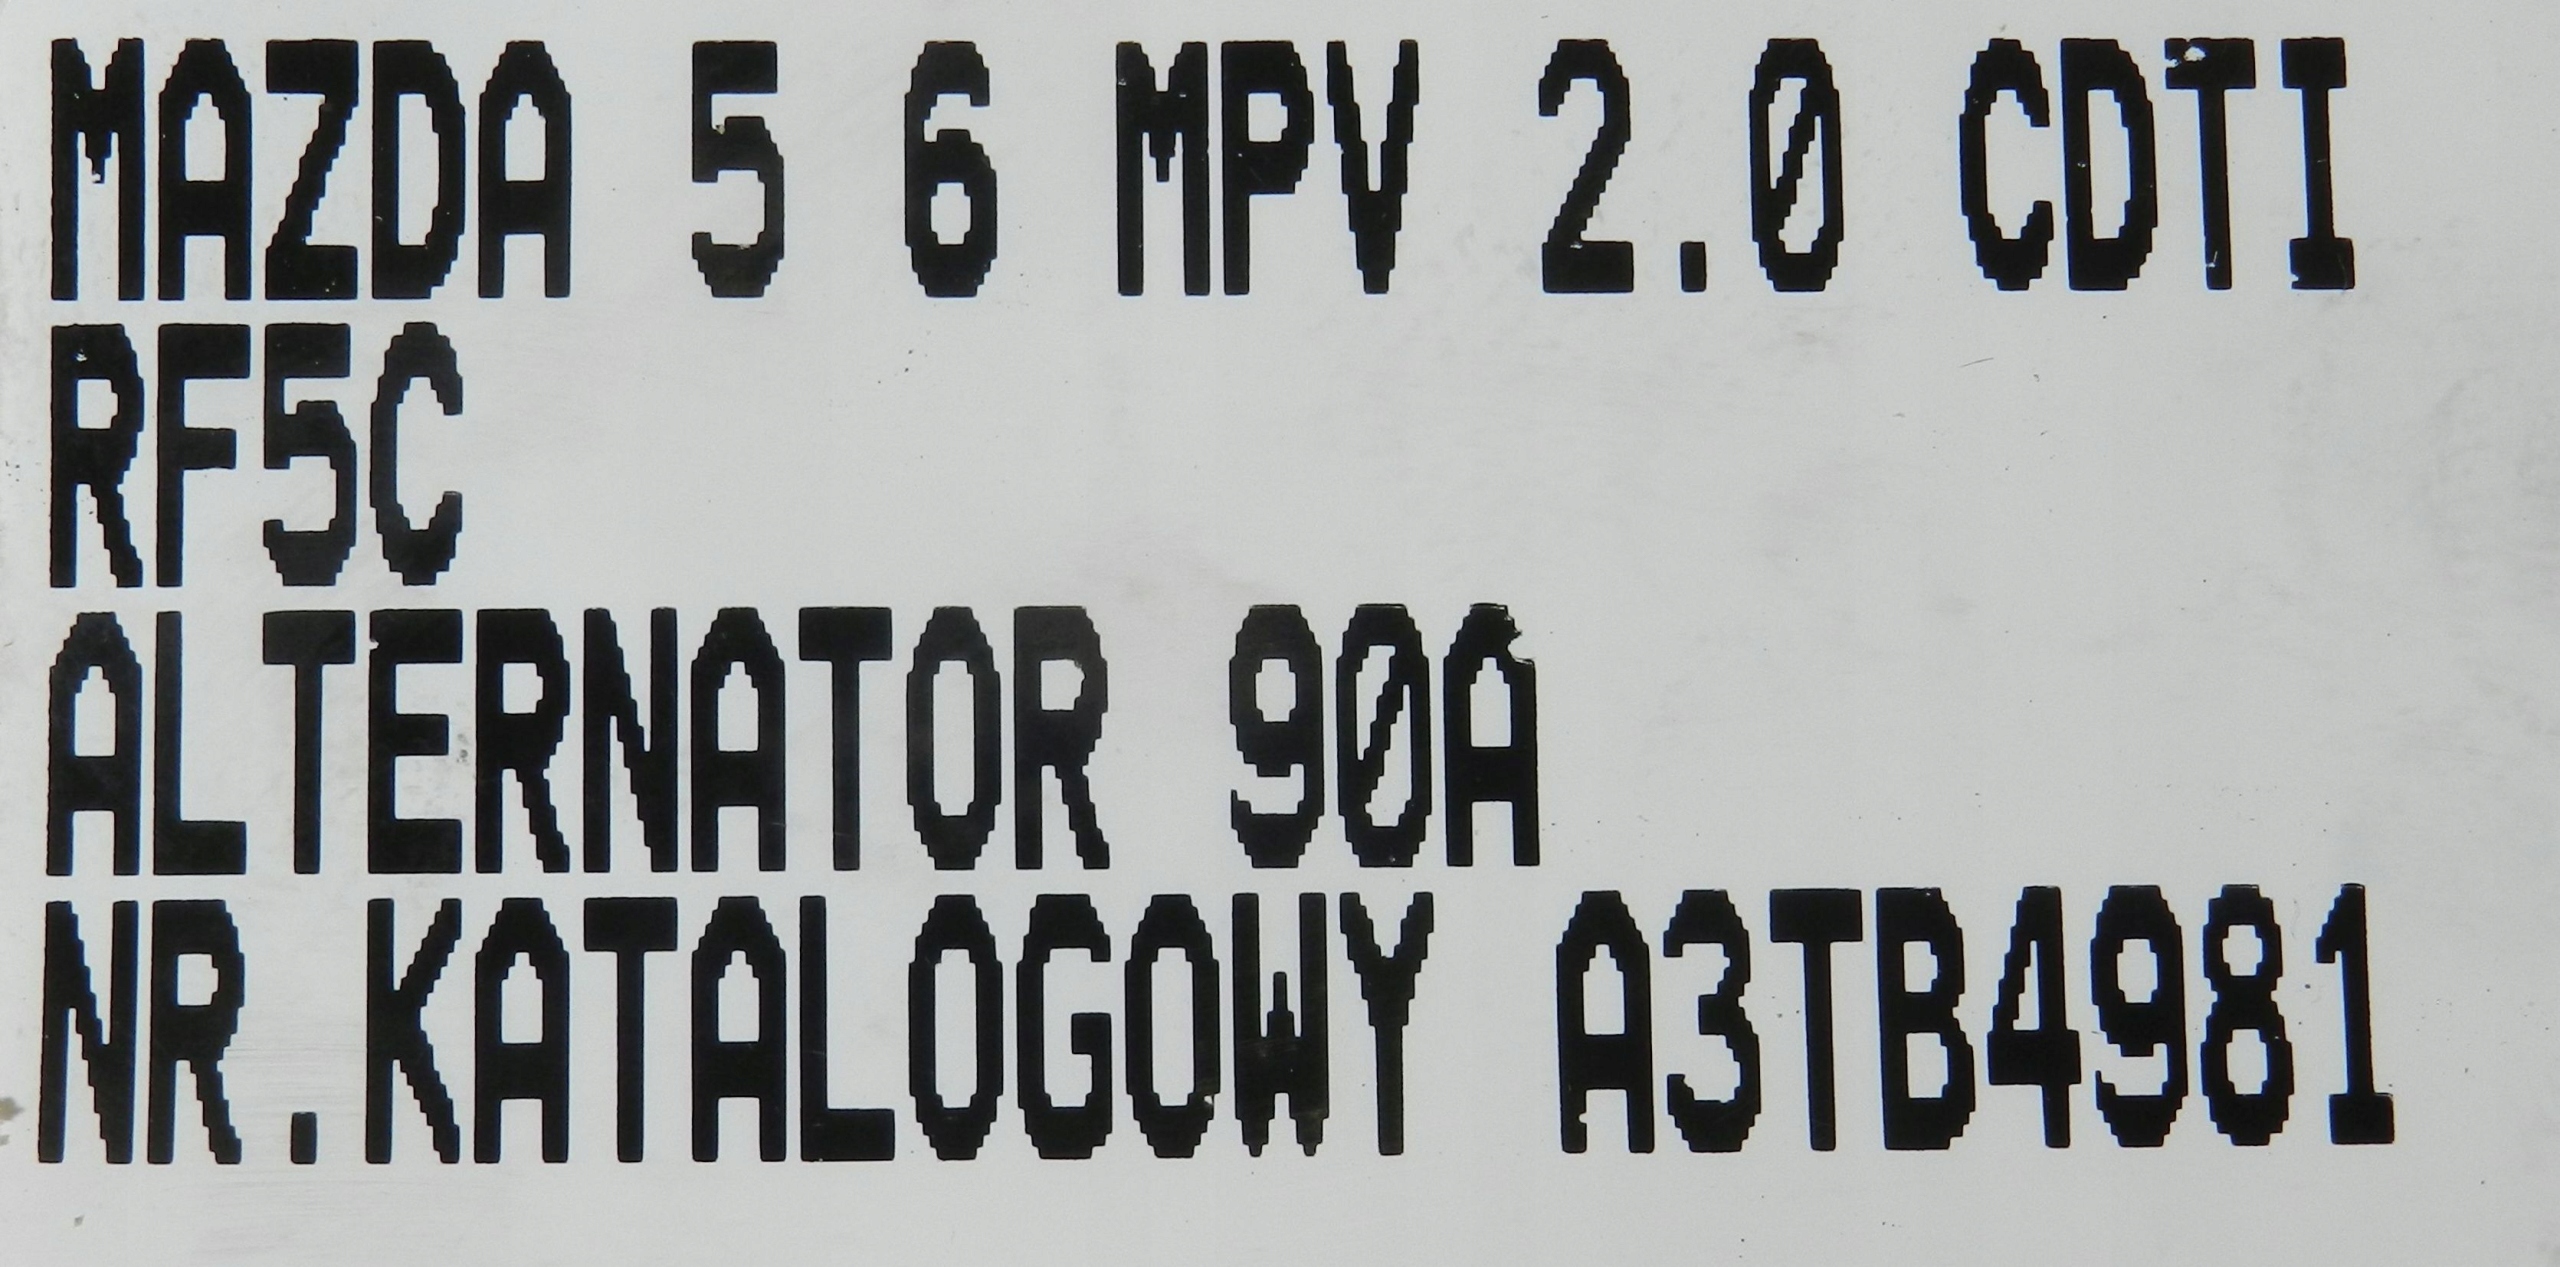 MAZDA 5 6 MPV 2.0 CDTI
RF5C
ALTERNATOR 90A
NR.KATALOGOWY A3TB4981